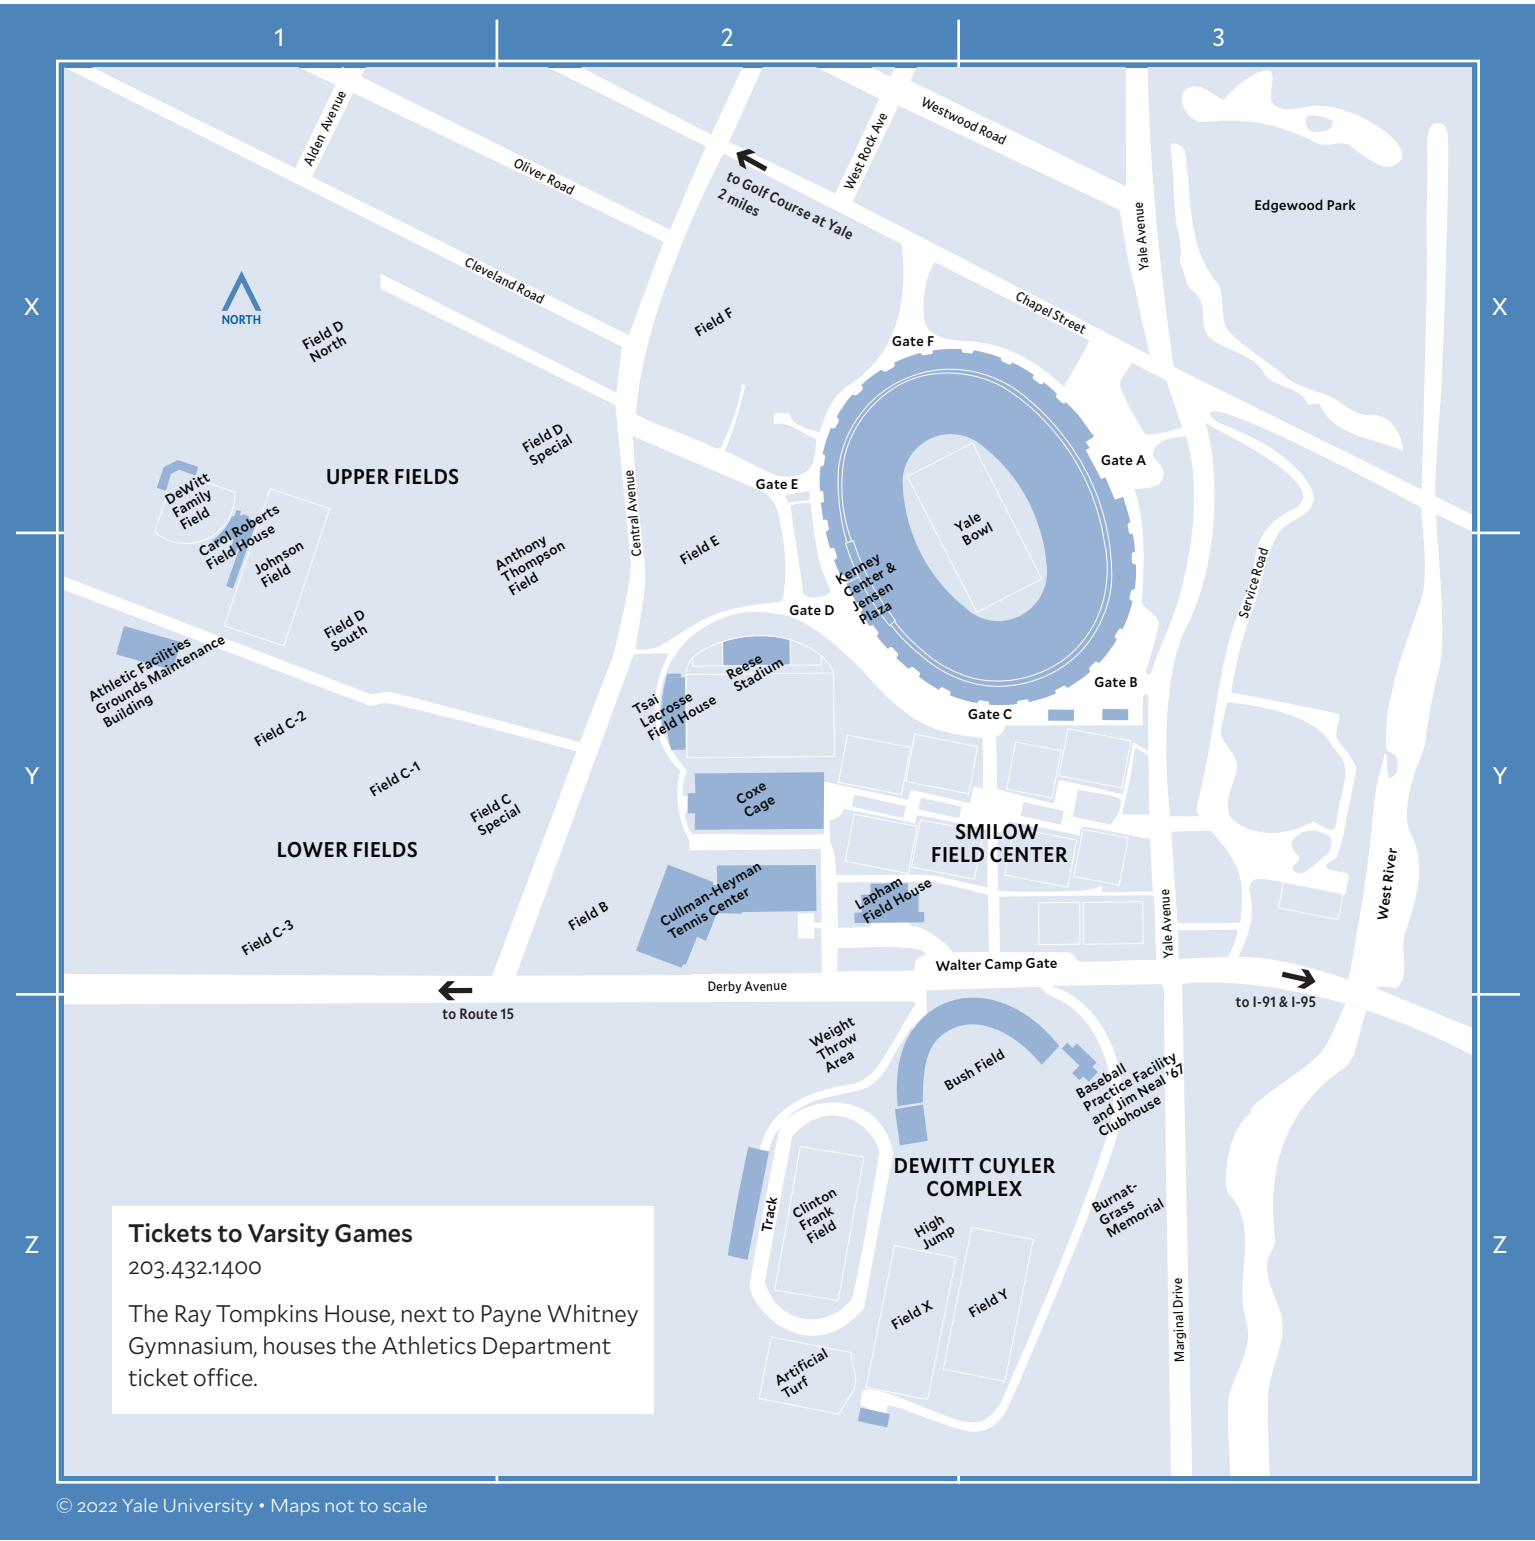 1
2
3
X
X
Y
Y
Z
Z
Alden Avenue
Oliver Road
Cleveland Road
West Rock Ave
Westwood Road
to Golf Course at Yale
2 miles
Yale Avenue
Edgewood Park
Chapel Street
NORTH
Field D
North
Field F
Gate F
Field D
Special
UPPER FIELDS
Gate A
Gate E
Central Avenue
DeWitt
Family
Field
Carol Roberts
Field House
Johnson
Field
Anthony
Thompson
Field
Field E
Yale
Bowl
Kenney
Center &
Jensen
Plaza
Service Road
Gate D
Field D
South
Athletic Facilities
Grounds Maintenance
Building
Reese
Stadium
Tsai
Lacrosse
Field House
Gate B
Gate C
Field C-2
Field C-1
Field C
Special
Coxe
Cage
SMILOW
FIELD CENTER
LOWER FIELDS
Cullman-Heyman
Tennis Center
Lapham
Field House
West River
Field B
Field C-3
Yale Avenue
Walter Camp Gate
Derby Avenue
to Route 15
to I-91 & I-95
Weight
Throw
Area
Bush Field
Baseball
Practice Facility
and Jim Neal ’67
Clubhouse
DEWITT CUYLER
COMPLEX
Track
Clinton
Frank
Field
High
Jump
Burnat-
Grass
Memorial
Field X
Field Y
Marginal Drive
Artificial
Turf
Tickets to Varsity Games
203.432.1400
The Ray Tompkins House, next to Payne Whitney
Gymnasium, houses the Athletics Department
ticket office.
© 2022 Yale University • Maps not to scale